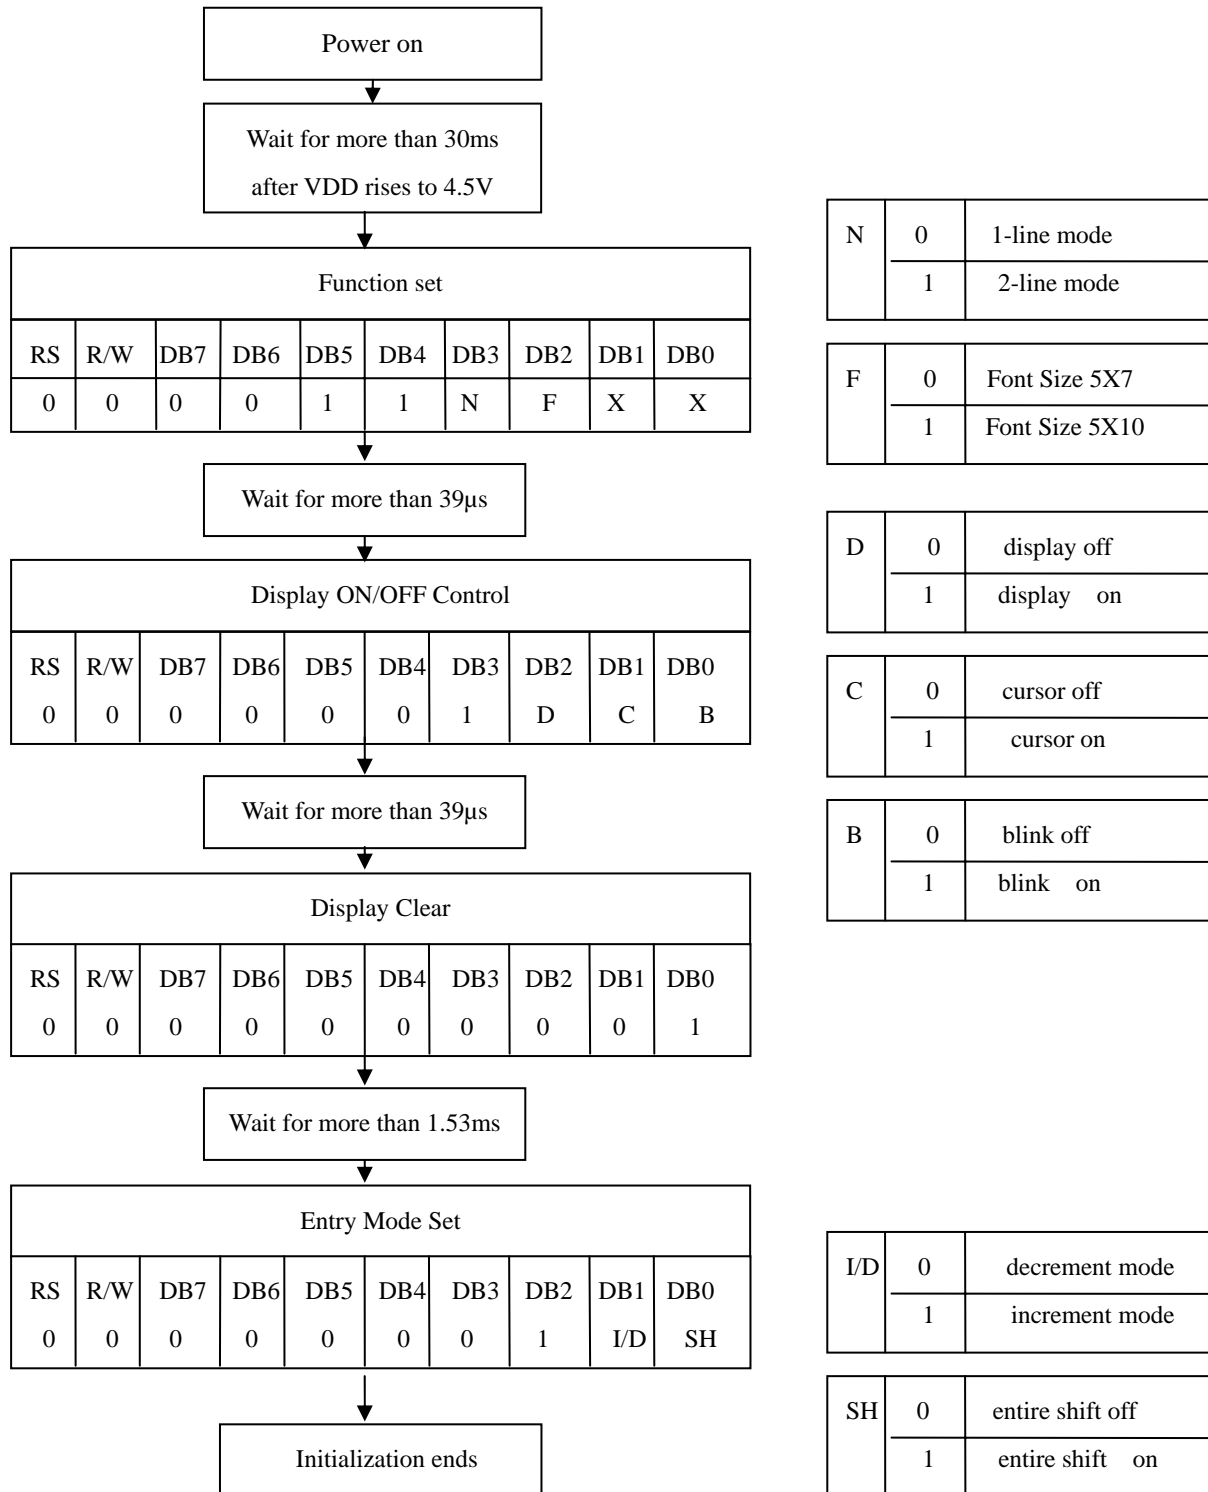 Power on
Wait for more than 30ms
after VDD rises to 4.5V
Function set
RS R/W DB7 DB6 DB5 DB4 DB3 DB2 DB1 DB0
0 0 0 0 1 1 N F X X
Wait for more than 39µs
Display ON/OFF Control
RS R/W DB7 DB6 DB5 DB4 DB3 DB2 DB1 DB0
0 0 0 0 0 0 1 D C B
Wait for more than 39µs
Display Clear
RS R/W DB7 DB6 DB5 DB4 DB3 DB2 DB1 DB0
0 0 0 0 0 0 0 0 0 1
Wait for more than 1.53ms
Entry Mode Set
RS R/W DB7 DB6 DB5 DB4 DB3 DB2 DB1 DB0
0 0 0 0 0 0 0 1 I/D SH
Initialization ends
N 0 1-line mode
1 2-line mode
F 0 Font Size 5X7
1 Font Size 5X10
D 0 display off
1 display on
C 0 cursor off
1 cursor on
B 0 blink off
1 blink on
I/D 0 decrement mode
1 increment mode
SH 0 entire shift off
1 entire shift on